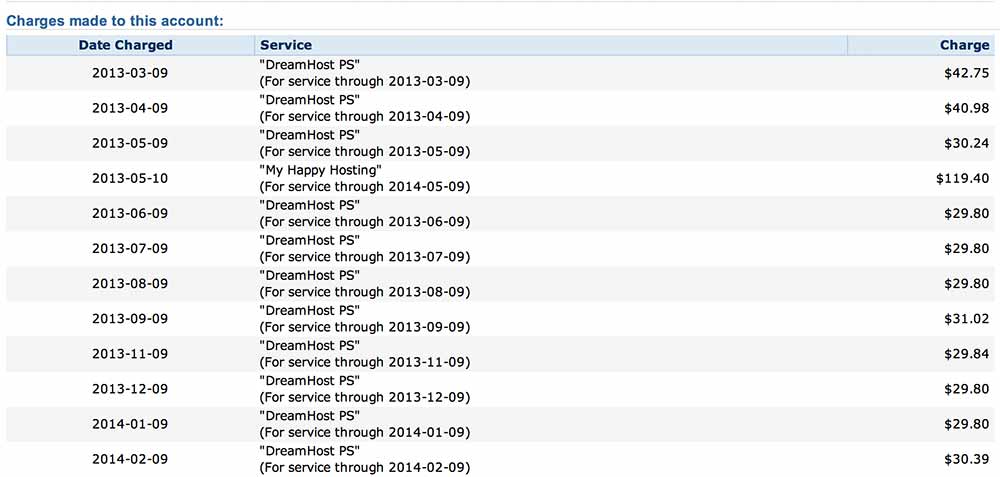 Charges made to this account:
Date Charged Service Charge
2013-03-09 "DreamHost PS" (For service through 2013-03-09) $42.75
2013-04-09 "DreamHost PS" (For service through 2013-04-09) $40.98
2013-05-09 "DreamHost PS" (For service through 2013-05-09) $30.24
2013-05-10 "My Happy Hosting" (For service through 2014-05-09) $119.40
2013-06-09 "DreamHost PS" (For service through 2013-06-09) $29.80
2013-07-09 "DreamHost PS" (For service through 2013-07-09) $29.80
2013-08-09 "DreamHost PS" (For service through 2013-08-09) $29.80
2013-09-09 "DreamHost PS" (For service through 2013-09-09) $31.02
2013-11-09 "DreamHost PS" (For service through 2013-11-09) $29.84
2013-12-09 "DreamHost PS" (For service through 2013-12-09) $29.80
2014-01-09 "DreamHost PS" (For service through 2014-01-09) $29.80
2014-02-09 "DreamHost PS" (For service through 2014-02-09) $30.39